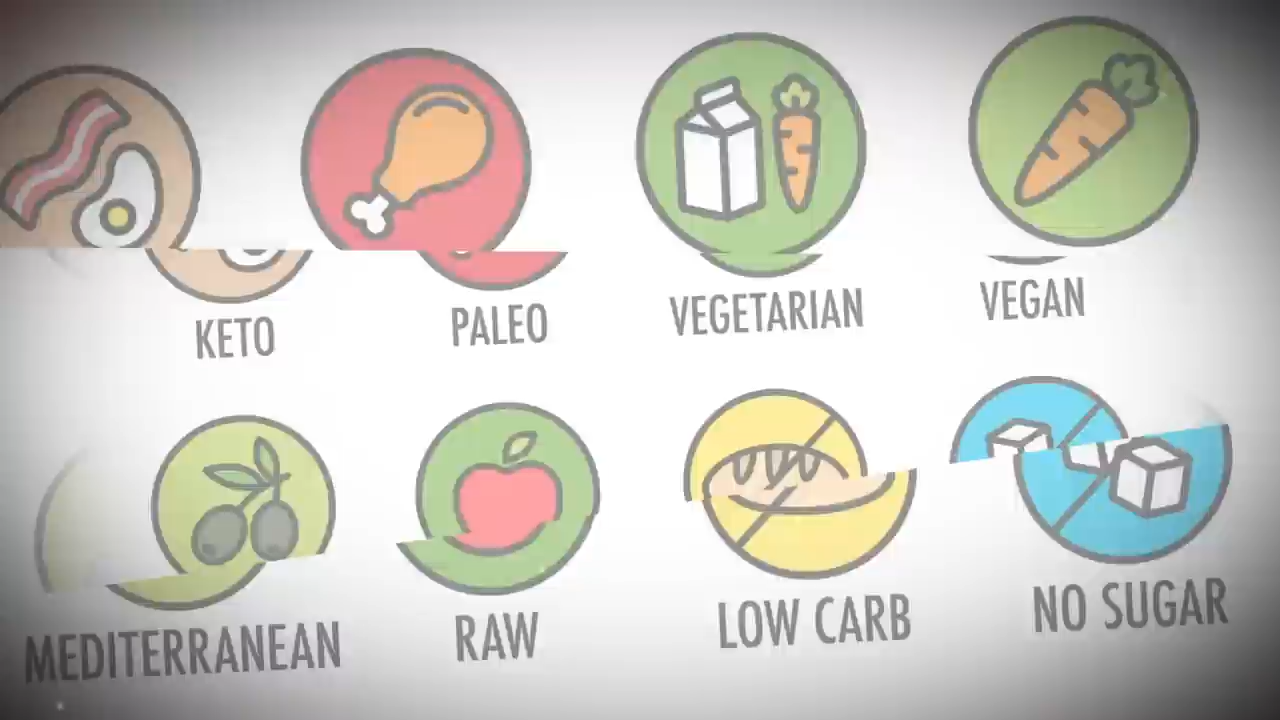 KETO
PALEO
VEGETARIAN
VEGAN
MEDITERRANEAN
RAW
LOW CARB
NO SUGAR